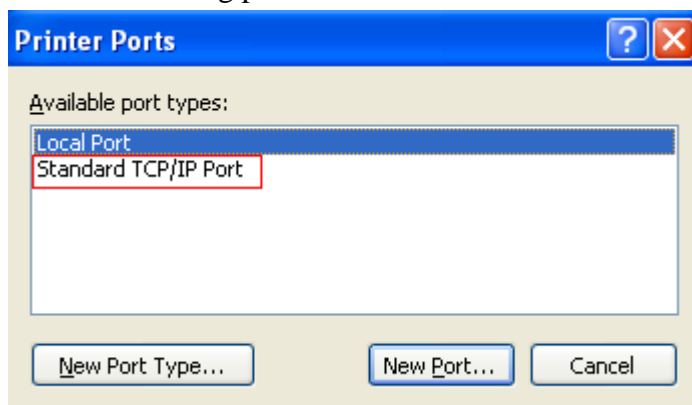 Printer Ports
Available port types:
Local Port
Standard TCP/IP Port
New Port Type...
New Port...
Cancel